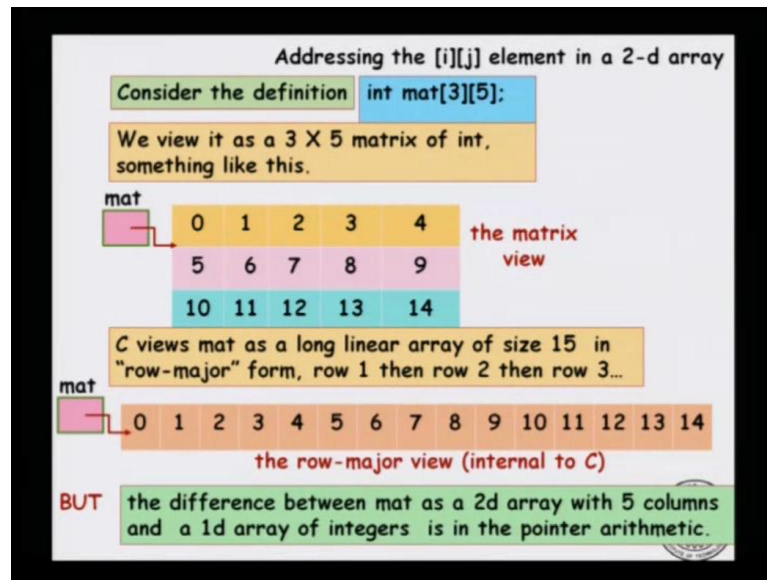 Addressing the [i][j] element in a 2-d array
Consider the definition int mat[3][5];
We view it as a 3 X 5 matrix of int,
something like this.
mat
0 1 2 3 4
5 6 7 8 9
10 11 12 13 14
the matrix
view
C views mat as a long linear array of size 15 in
"row-major" form, row 1 then row 2 then row 3...
mat
0 1 2 3 4 5 6 7 8 9 10 11 12 13 14
the row-major view (internal to C)
BUT the difference between mat as a 2d array with 5 columns
and a 1d array of integers is in the pointer arithmetic.